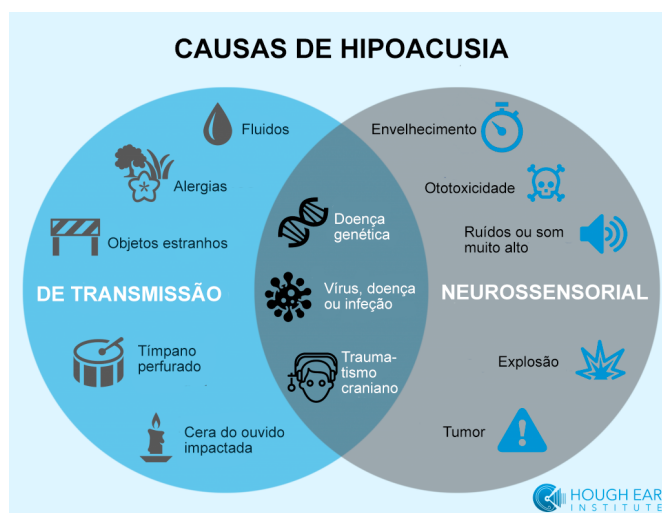 CAUSAS DE HIPOACUSIA
Fluidos
Alergias
Objetos estranhos
DE TRANSMISSÃO
Tímpano
perfurado
Cera do ouvido
impactada
Doença
genética
Vírus, doença
ou infeção
Trauma-
tismo
craniano
Envelhecimento
Ototoxicidade
Ruídos ou som
muito alto
NEUROSSENSORIAL
Explosão
Tumor
HOUGH EAR
INSTITUTE